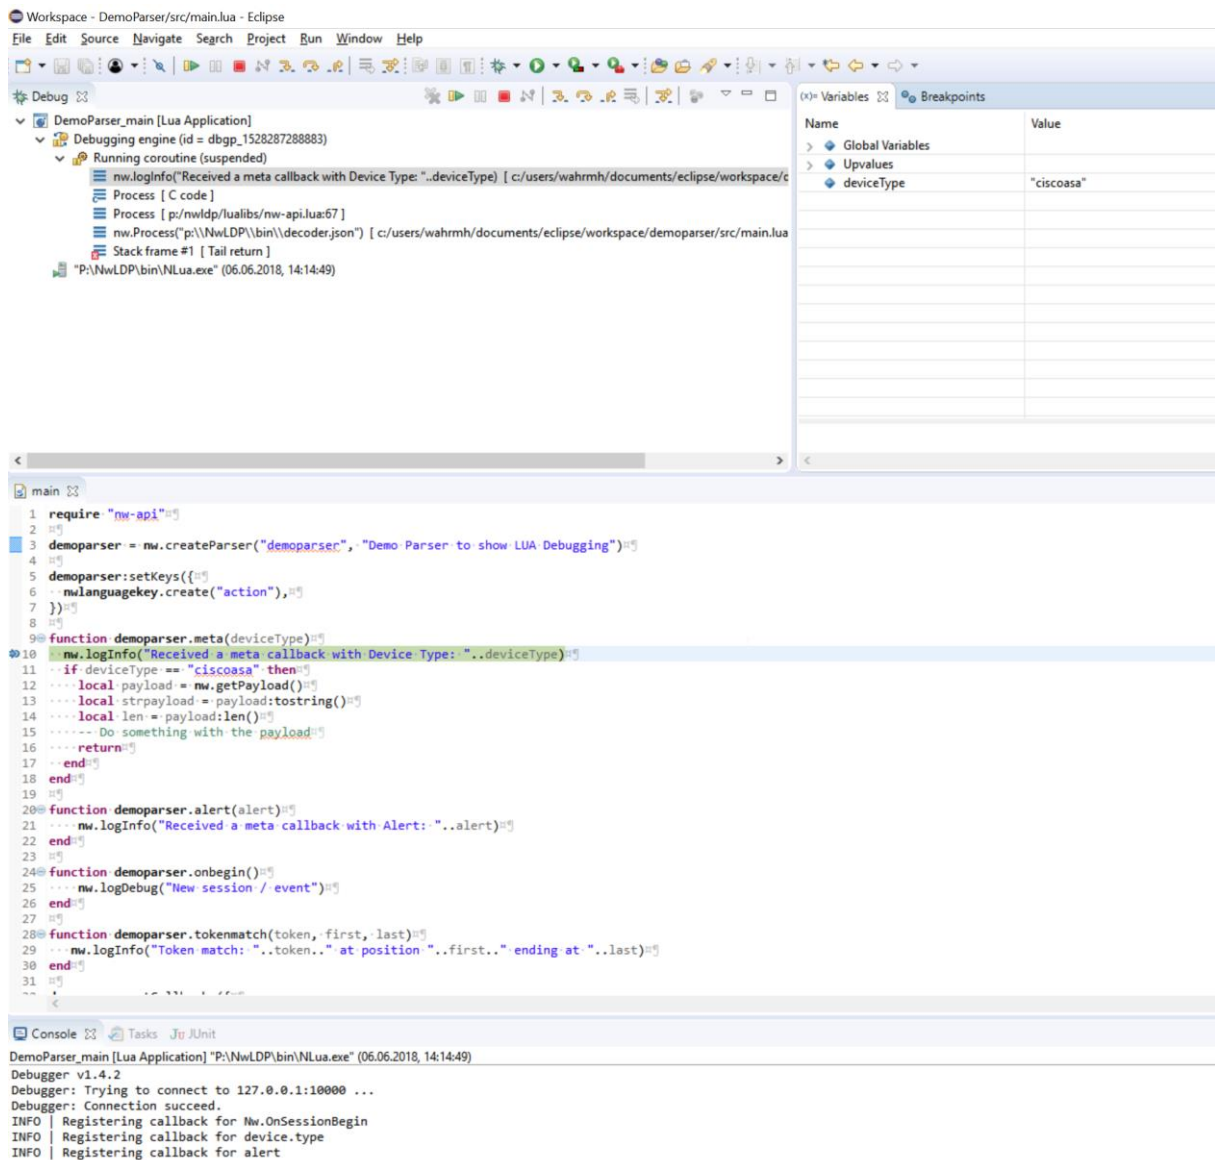 Workspace - DemoParser/src/main.lua - Eclipse
File Edit Source Navigate Search Project Run Window Help
Debug
DemoParser_main [Lua Application]
Debugging engine (id = dbgp_1528287288883)
Running coroutine (suspended)
nw.logInfo("Received a meta callback with Device Type: "..deviceType) [ c:/users/wahrmh/documents/eclipse/workspace/c
Process [ C code ]
Process [ p:/nwldp/lualibs/nw-api.lua:67 ]
nw.Process("p:\\NwLDP\\bin\\decoder.json") [ c:/users/wahrmh/documents/eclipse/workspace/demoparser/src/main.lua
Stack frame #1 [ Tail return ]
"P:\NwLDP\bin\NLua.exe" (06.06.2018, 14:14:49)
(x)= Variables Breakpoints
Name Value
Global Variables
Upvalues
deviceType "ciscoasa"
main
1 require "nw-api"
2
3 demoparser = nw.createParser("demoparser", "Demo Parser to show LUA Debugging")
4
5 demoparser:setKeys({
6 nwlanguagekey.create("action"),
7 })
8
9 function demoparser.meta(deviceType)
10 nw.logInfo("Received a meta callback with Device Type: "..deviceType)
11 if deviceType == "ciscoasa" then
12 local payload = nw.getPayload()
13 local strpayload = payload:tostring()
14 local len = payload:len()
15 -- Do something with the payload
16 return
17 end
18 end
19
20 function demoparser.alert(alert)
21 nw.logInfo("Received a meta callback with Alert: "..alert)
22 end
23
24 function demoparser.onbegin()
25 nw.logDebug("New session / event")
26 end
27
28 function demoparser.tokenmatch(token, first, last)
29 nw.logInfo("Token match: "..token.." at position "..first.." ending at "..last)
30 end
31
Console Tasks JUnit
DemoParser_main [Lua Application] "P:\NwLDP\bin\NLua.exe" (06.06.2018, 14:14:49)
Debugger v1.4.2
Debugger: Trying to connect to 127.0.0.1:10000 ...
Debugger: Connection succeed.
INFO | Registering callback for Nw.OnSessionBegin
INFO | Registering callback for device.type
INFO | Registering callback for alert